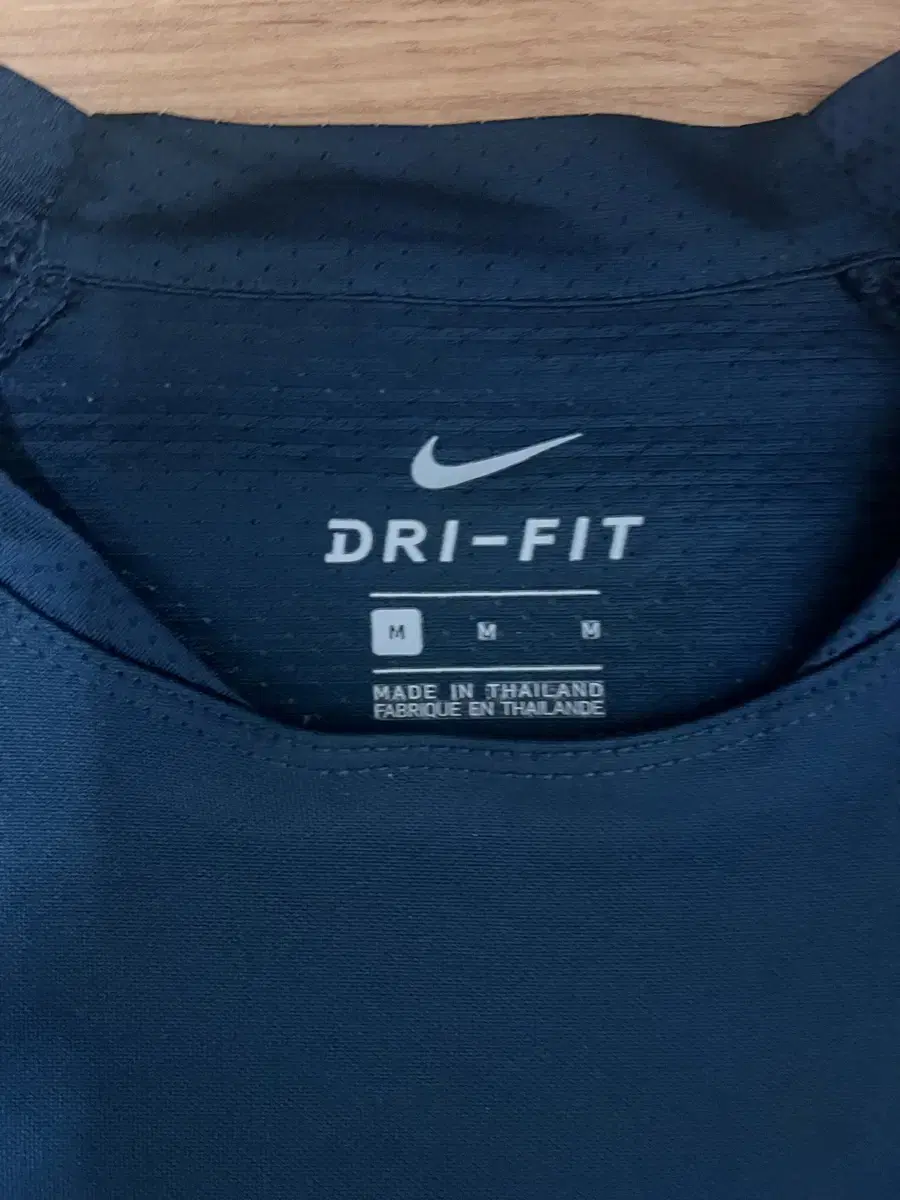 DRI-FIT
M M M
MADE IN THAILAND
FABRIQUE EN THAILANDE